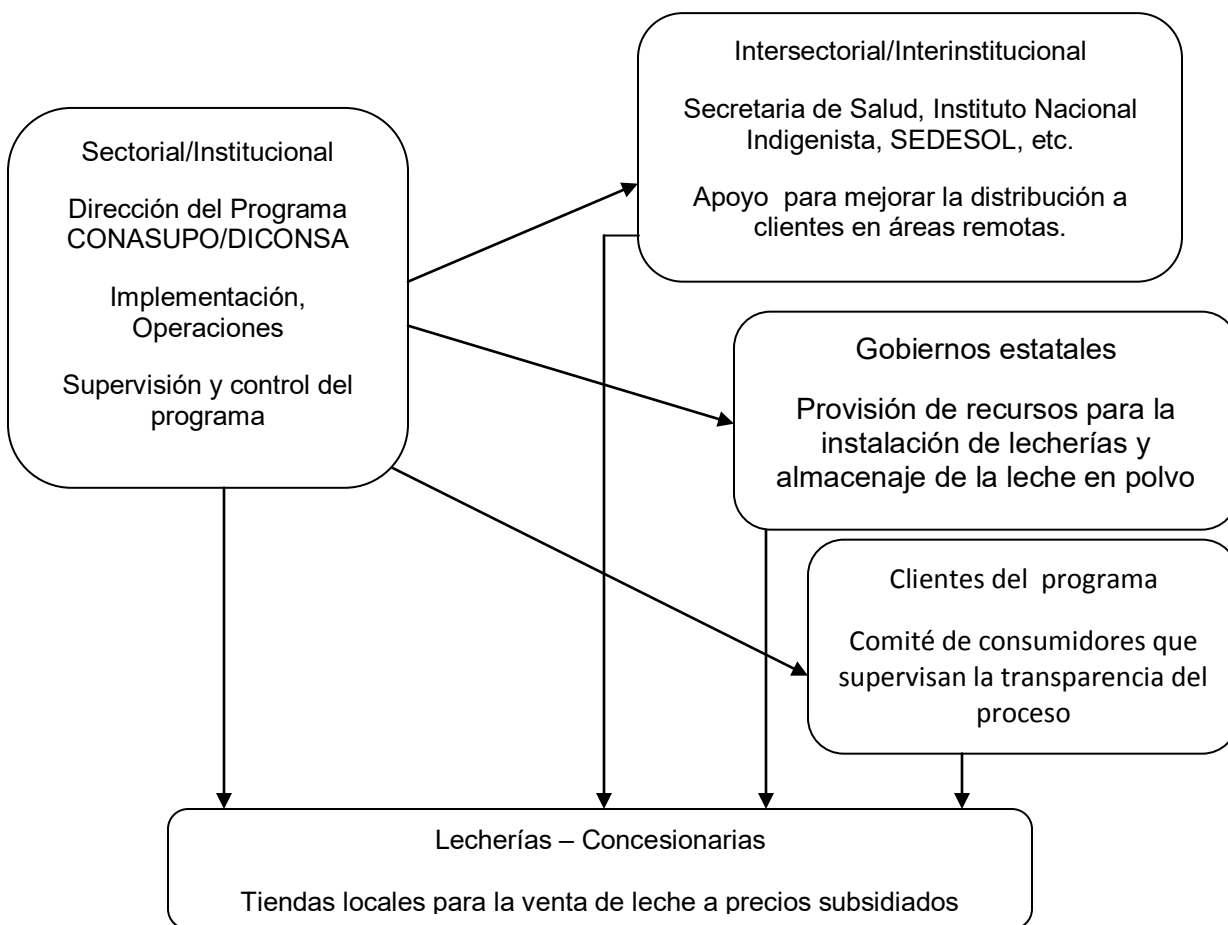 Sectorial/Institucional
Dirección del Programa
CONASUPO/DICONSA
Implementación,
Operaciones
Supervisión y control del
programa
Intersectorial/Interinstitucional
Secretaria de Salud, Instituto Nacional
Indigenista, SEDESOL, etc.
Apoyo para mejorar la distribución a
clientes en áreas remotas.
Gobiernos estatales
Provisión de recursos para la
instalación de lecherías y
almacenaje de la leche en polvo
Clientes del programa
Comité de consumidores que
supervisan la transparencia del
proceso
Lecherías – Concesionarias
Tiendas locales para la venta de leche a precios subsidiados